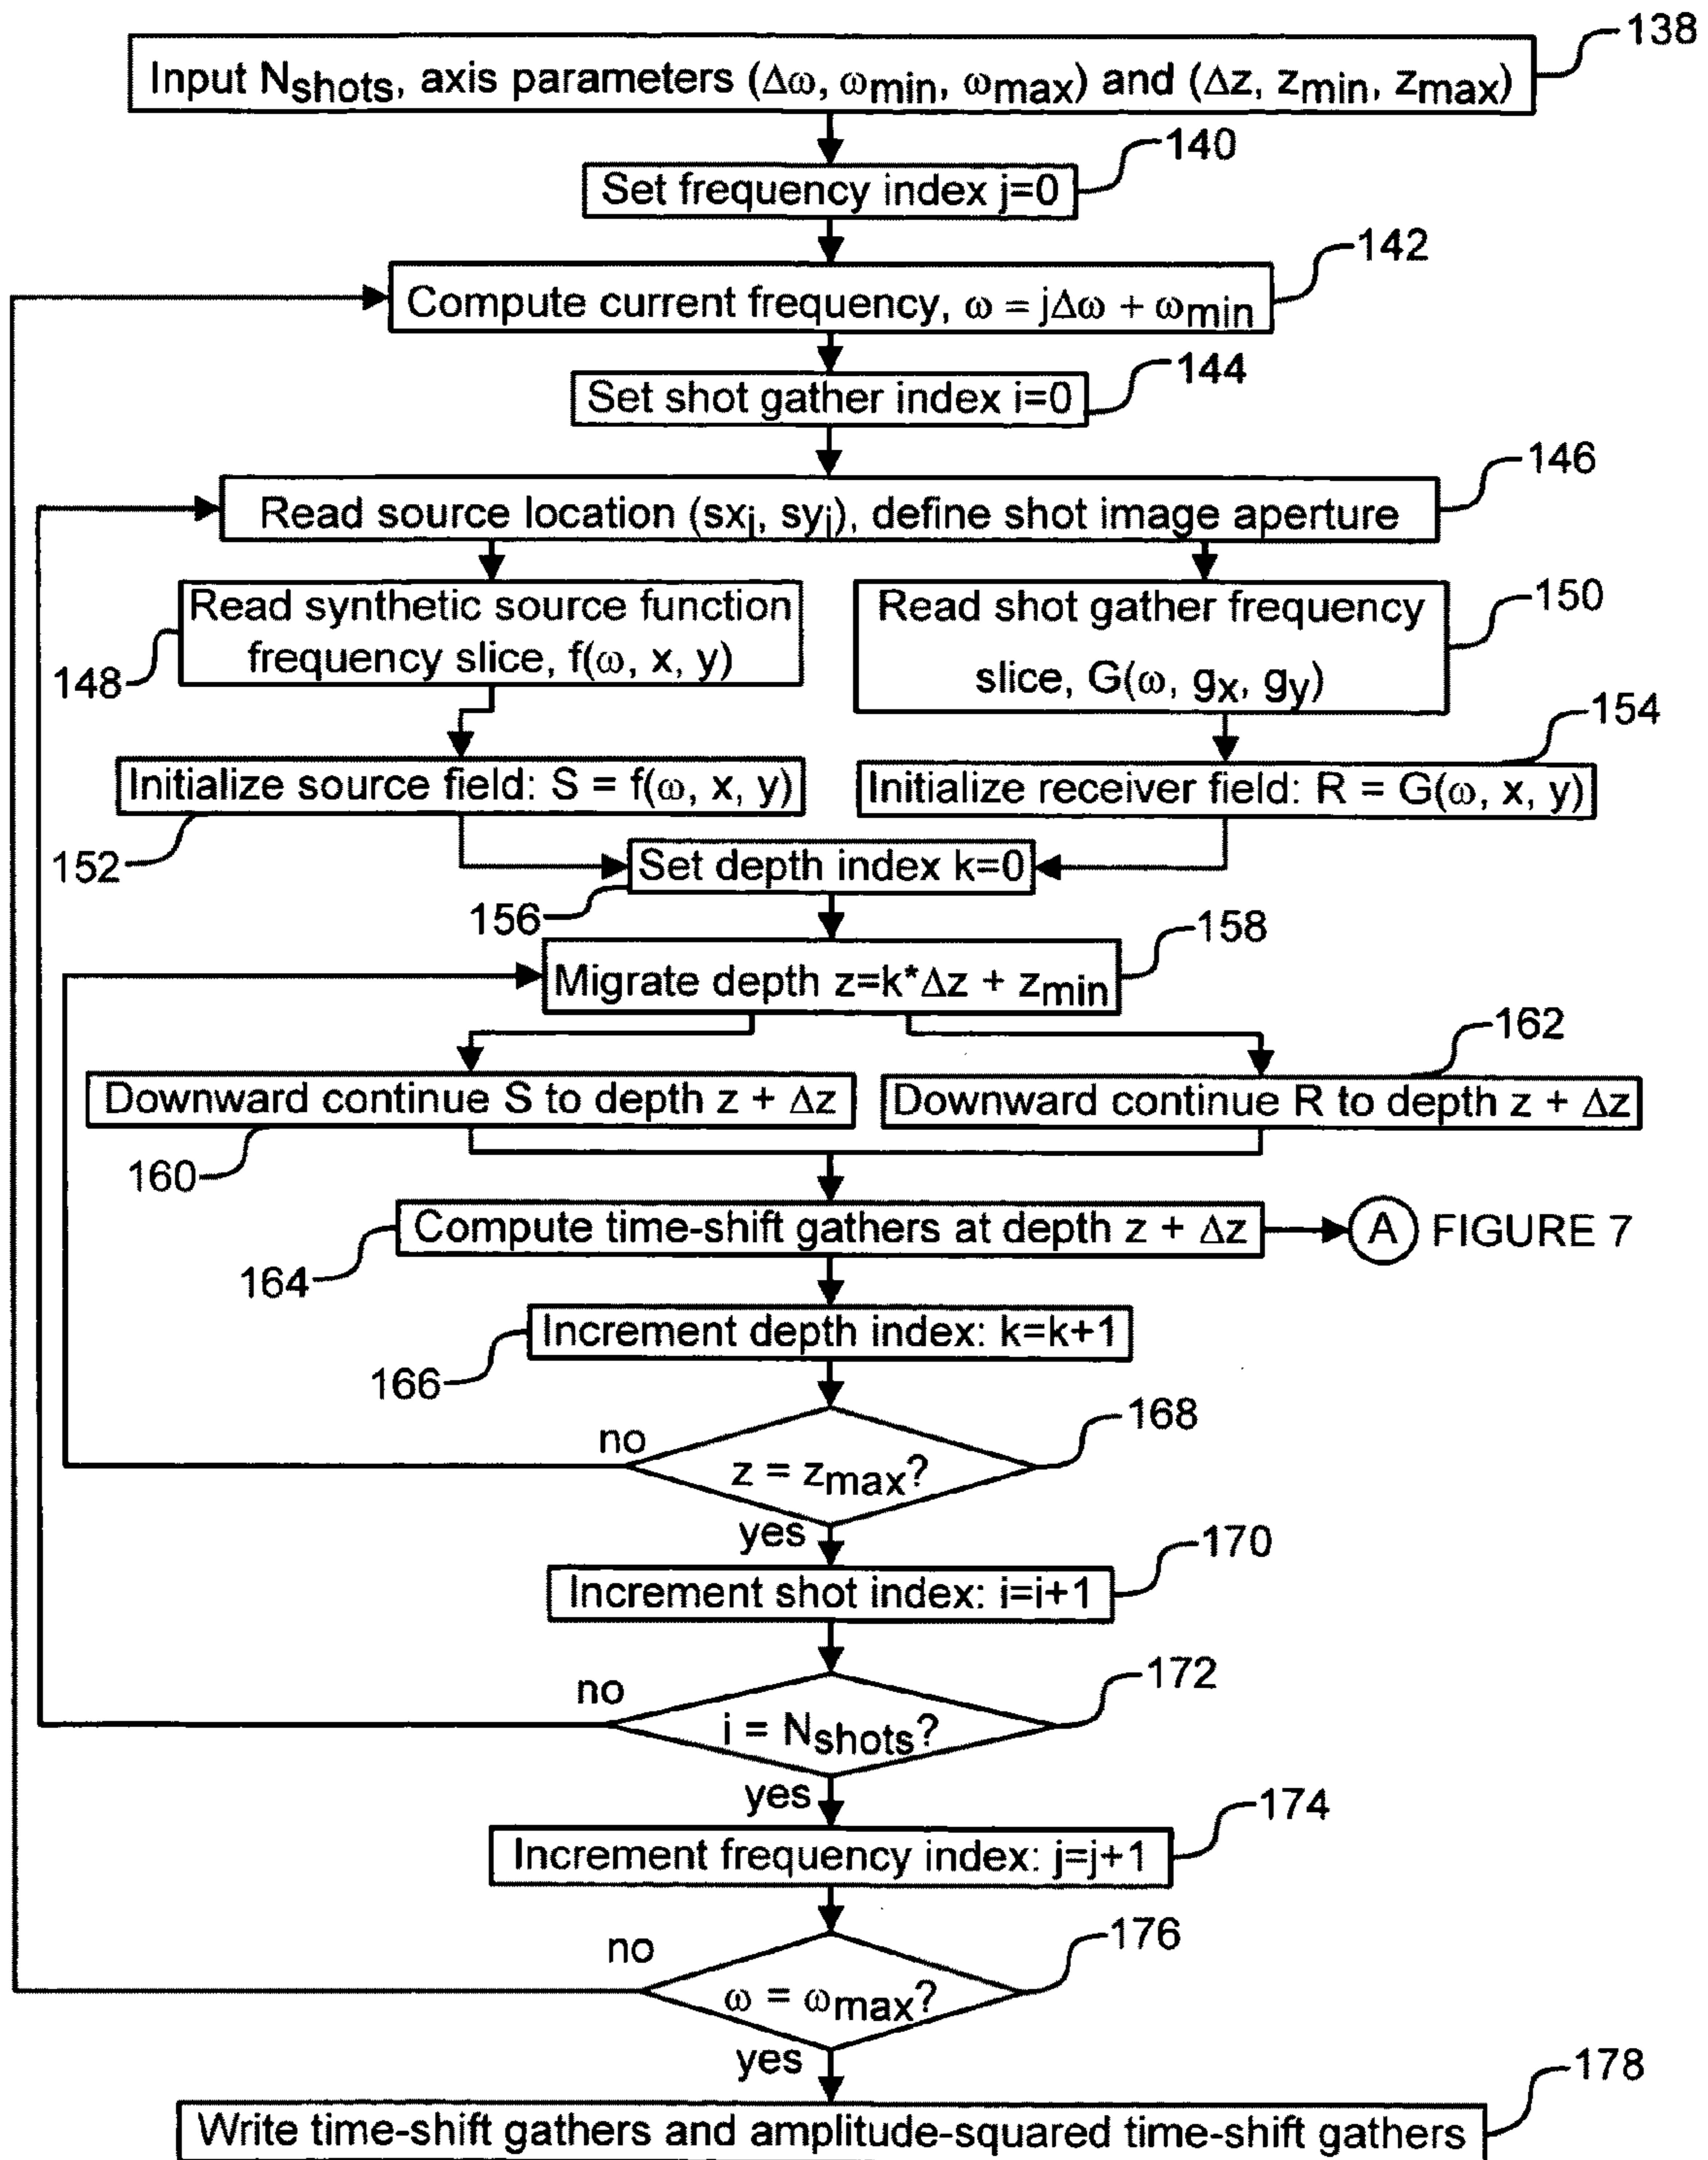 138
Input Nshots, axis parameters (Δω, ωmin, ωmax) and (Δz, zmin, zmax)
140
Set frequency index j=0
142
Compute current frequency, ω = jΔω + ωmin
144
Set shot gather index i=0
146
Read source location (sxi, syi), define shot image aperture
Read synthetic source function
frequency slice, f(ω, x, y)
148
Read shot gather frequency
slice, G(ω, gx, gy)
150
154
Initialize source field: S = f(ω, x, y)
152
Initialize receiver field: R = G(ω, x, y)
Set depth index k=0
156
158
Migrate depth z=k*Δz + zmin
162
Downward continue S to depth z + Δz
160
Downward continue R to depth z + Δz
Compute time-shift gathers at depth z + Δz
A FIGURE 7
164
Increment depth index: k=k+1
166
168
no
z = zmax?
yes
170
Increment shot index: i=i+1
172
no
i = Nshots?
yes
174
Increment frequency index: j=j+1
176
no
ω = ωmax?
yes
178
Write time-shift gathers and amplitude-squared time-shift gathers